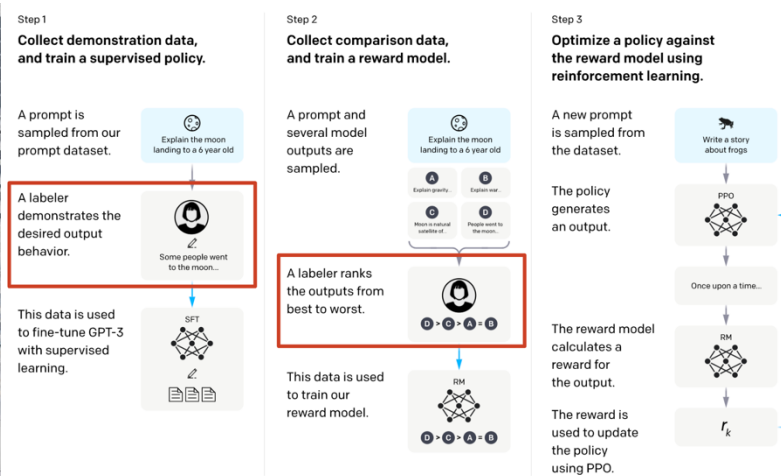 Step 1
Collect demonstration data,
and train a supervised policy.
A prompt is
sampled from our
prompt dataset.
Explain the moon
landing to a 6 year old
A labeler
demonstrates the
desired output
behavior.
Some people went
to the moon...
This data is used
to fine-tune GPT-3
with supervised
learning.
SFT
Step 2
Collect comparison data,
and train a reward model.
A prompt and
several model
outputs are
sampled.
Explain the moon
landing to a 6 year old
A
Explain gravity...
B
Explain war...
C
Moon is natural
satellite of...
D
People went to
the moon...
A labeler ranks
the outputs from
best to worst.
D > C > A = B
This data is used
to train our
reward model.
RM
D > C > A = B
Step 3
Optimize a policy against
the reward model using
reinforcement learning.
A new prompt
is sampled from
the dataset.
Write a story
about frogs
The policy
generates
an output.
PPO
Once upon a time...
The reward model
calculates a
reward for
the output.
RM
The reward is
used to update
the policy
using PPO.
rk